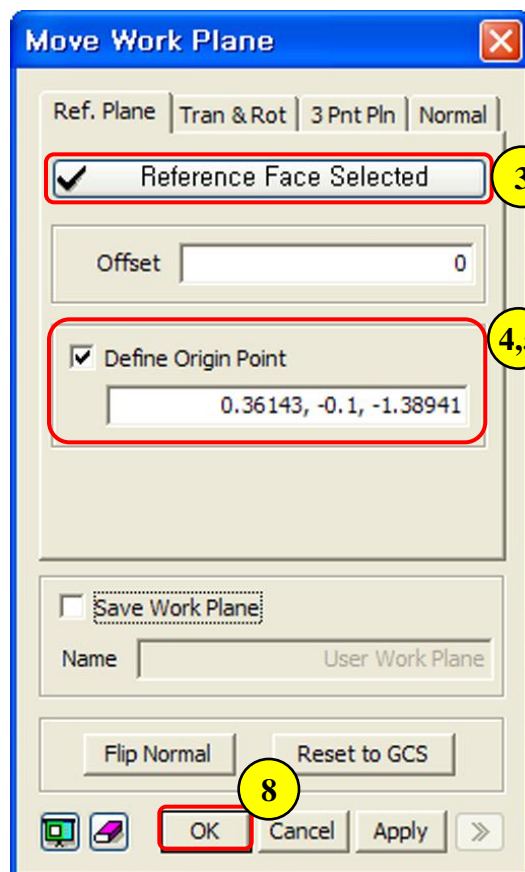 Move Work Plane
Ref. Plane Tran & Rot 3 Pnt Pln Normal
Reference Face Selected
3
Offset 0
4,
Define Origin Point
0.36143, -0.1, -1.38941
Save Work Plane
Name User Work Plane
Flip Normal Reset to GCS
8
OK Cancel Apply